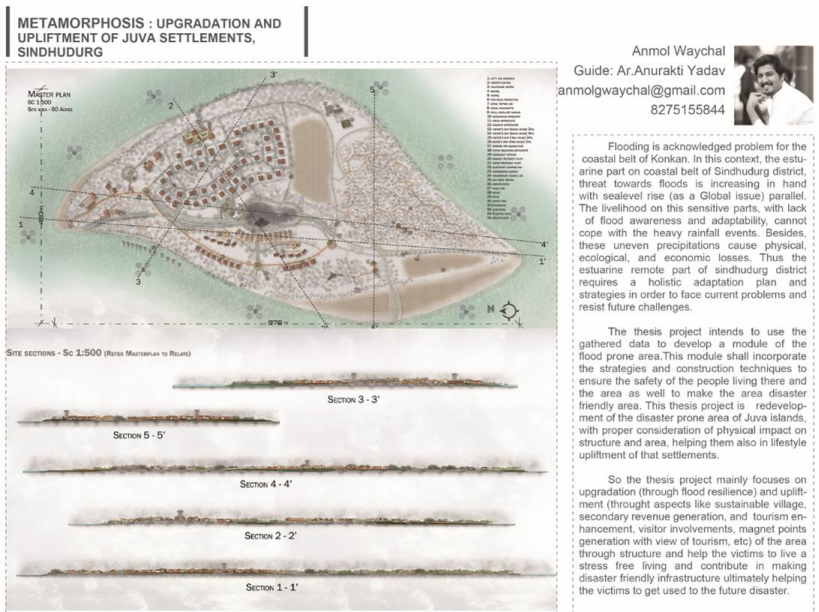 METAMORPHOSIS : UPGRADATION AND
UPLIFTMENT OF JUVA SETTLEMENTS,
SINDHUDURG
Anmol Waychal
Guide: Ar.Anurakti Yadav
anmolgwaychal@gmail.com
8275155844
MASTER PLAN
SC 1:500
SITE AREA - 60 ACRES
3'
2
5
4
1
3
4'
1'
N
SITE SECTIONS - SC 1:500 (REFER MASTERPLAN TO RELATE)
SECTION 3 - 3'
SECTION 5 - 5'
SECTION 4 - 4'
SECTION 2 - 2'
SECTION 1 - 1'
Flooding is acknowledged problem for the
coastal belt of Konkan. In this context, the estu-
arine part on coastal belt of Sindhudurg district,
threat towards floods is increasing in hand
with sealevel rise (as a Global issue) parallel.
The livelihood on this sensitive parts, with lack
of flood awareness and adaptability, cannot
cope with the heavy rainfall events. Besides,
these uneven precipitations cause physical,
ecological, and economic losses. Thus the
estuarine remote part of sindhudurg district
requires a holistic adaptation plan and
strategies in order to face current problems and
resist future challenges.
The thesis project intends to use the
gathered data to develop a module of the
flood prone area.This module shall incorporate
the strategies and construction techniques to
ensure the safety of the people living there and
the area as well to make the area disaster
friendly area. This thesis project is redevelop-
ment of the disaster prone area of Juva islands,
with proper consideration of physical impact on
structure and area, helping them also in lifestyle
upliftment of that settlements.
So the thesis project mainly focuses on
upgradation (through flood resilience) and uplift-
ment (throught aspects like sustainable village,
secondary revenue generation, and tourism en-
hancement, visitor involvements, magnet points
generation with view of tourism, etc) of the area
through structure and help the victims to live a
stress free living and contribute in making
disaster friendly infrastructure ultimately helping
the victims to get used to the future disaster.